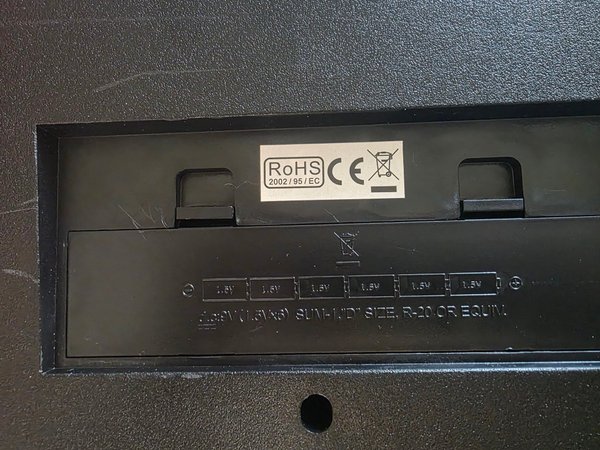 RoHS
2002/95/EC
CE
1.5V 1.5V 1.5V 1.5V 1.5V 1.5V
9V (1.5V×6) SUM-1,"D" SIZE, R-20 OR EQUIV.